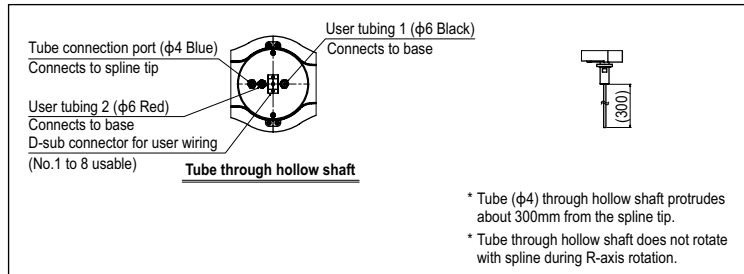 Tube connection port (ϕ4 Blue)
Connects to spline tip
User tubing 1 (ϕ6 Black)
Connects to base
User tubing 2 (ϕ6 Red)
Connects to base
D-sub connector for user wiring
(No.1 to 8 usable)
Tube through hollow shaft
(300)
* Tube (ϕ4) through hollow shaft protrudes
about 300mm from the spline tip.
* Tube through hollow shaft does not rotate
with spline during R-axis rotation.